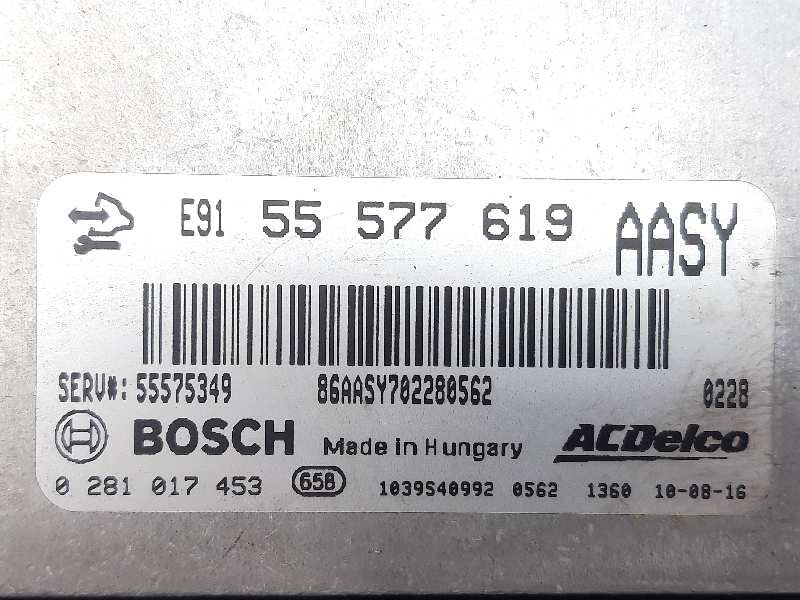 E91 55 577 619 AASY
SERV#: 55575349 86AASY702280562 0228
BOSCH Made in Hungary ACDelco
0 281 017 453 658 1039S40992 0562 1360 10-08-16